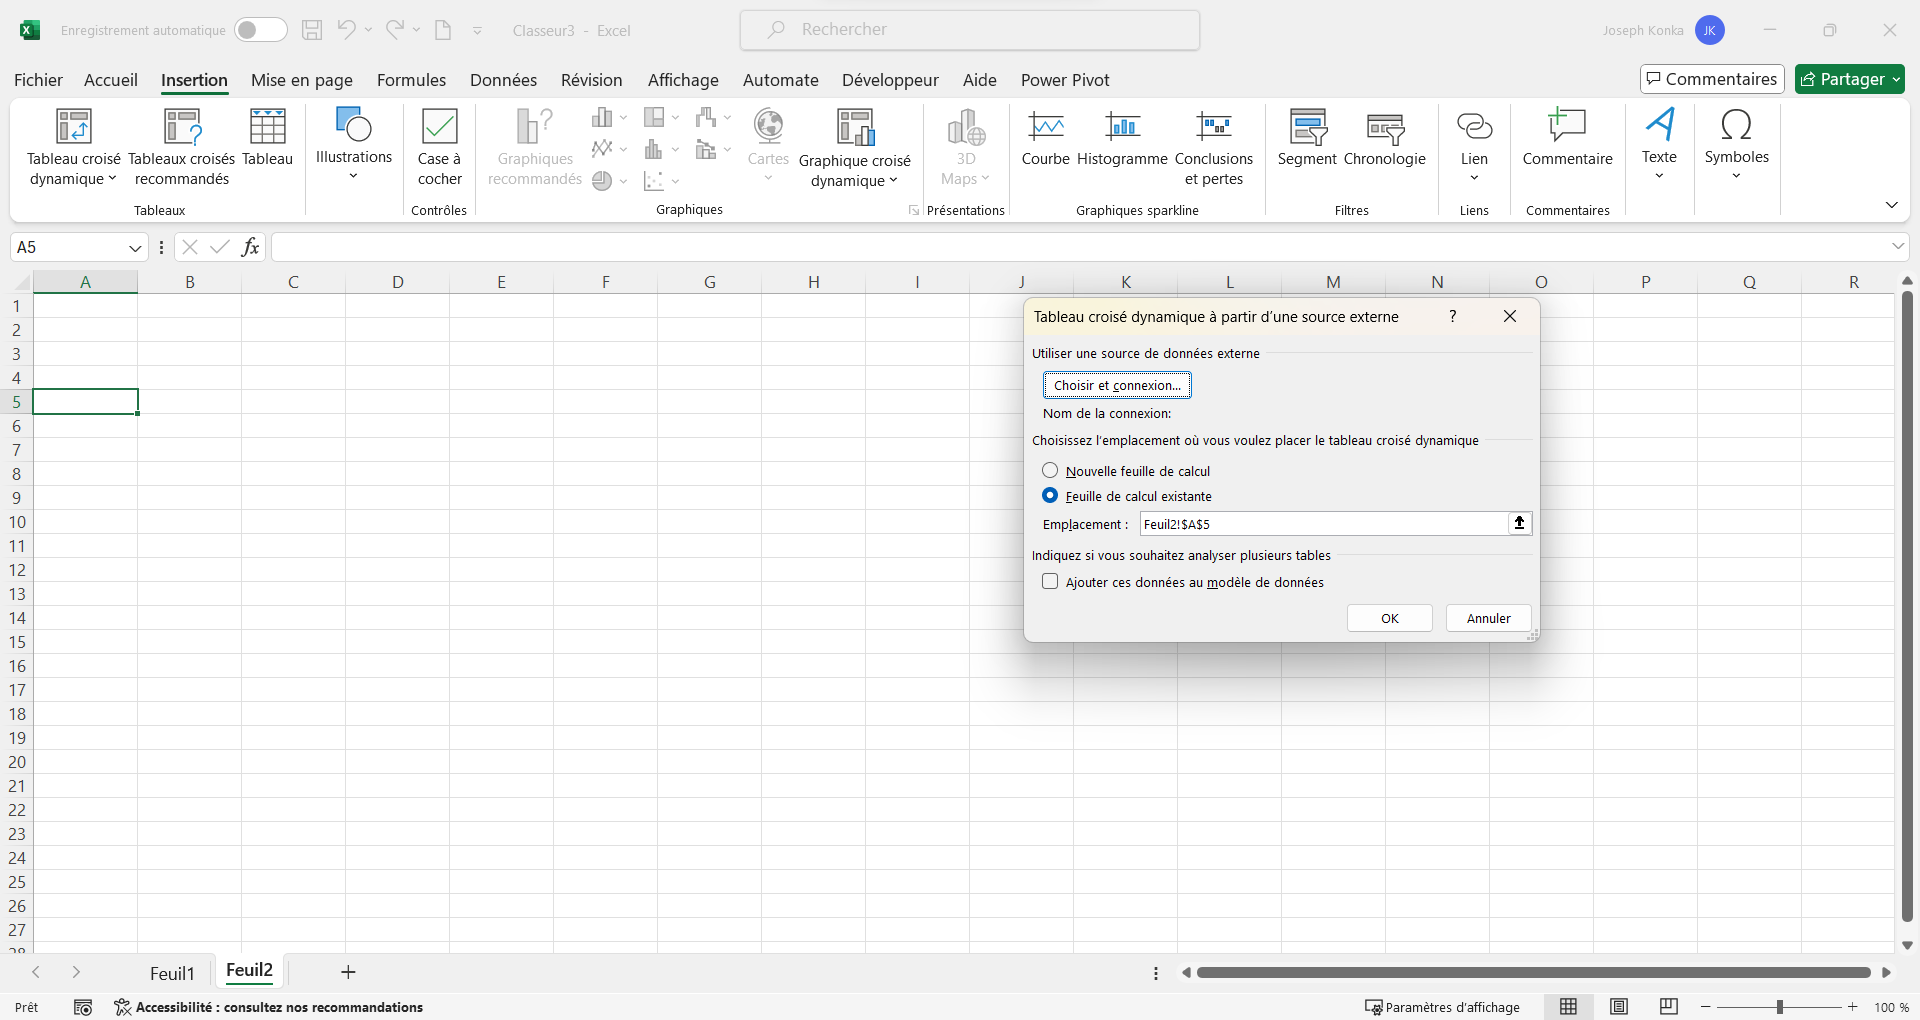 Enregistrement automatique
Classeur3 - Excel
Rechercher
Joseph Konka
JK
Fichier Accueil Insertion Mise en page Formules Données Révision Affichage Automate Développeur Aide Power Pivot
Commentaires
Partager
Tableau croisé dynamique
Tableaux croisés recommandés
Tableau
Illustrations
Case à cocher
Graphiques recommandés
Cartes
Graphique croisé dynamique
3D Maps
Courbe
Histogramme
Conclusions et pertes
Segment
Chronologie
Lien
Commentaire
Texte
Symboles
Tableaux
Contrôles
Graphiques
Présentations
Graphiques sparkline
Filtres
Liens
Commentaires
A5
fx
A B C D E F G H I J K L M N O P Q R
1
2
3
4
5
6
7
8
9
10
11
12
13
14
15
16
17
18
19
20
21
22
23
24
25
26
27
28
Tableau croisé dynamique à partir d’une source externe
?
Utiliser une source de données externe
Choisir et connexion...
Nom de la connexion:
Choisissez l’emplacement où vous voulez placer le tableau croisé dynamique
Nouvelle feuille de calcul
Feuille de calcul existante
Emplacement :
Feuil2!$A$5
Indiquez si vous souhaitez analyser plusieurs tables
Ajouter ces données au modèle de données
OK
Annuler
Feuil1
Feuil2
Prêt
Accessibilité : consultez nos recommandations
Paramètres d’affichage
100 %